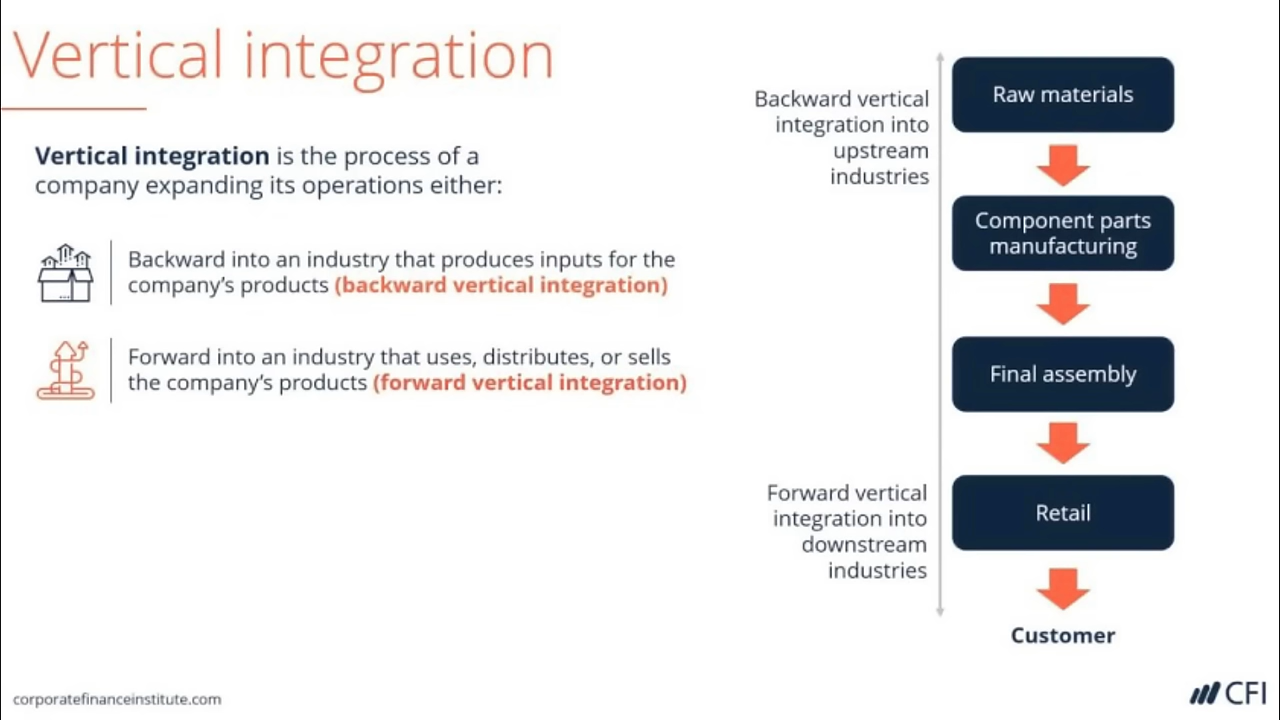 Vertical integration
Vertical integration is the process of a
company expanding its operations either:
Backward into an industry that produces inputs for the
company's products (backward vertical integration)
Forward into an industry that uses, distributes, or sells
the company's products (forward vertical integration)
Backward vertical
integration into
upstream
industries
Forward vertical
integration into
downstream
industries
Raw materials
Component parts
manufacturing
Final assembly
Retail
Customer
corporatefinanceinstitute.com
CFI